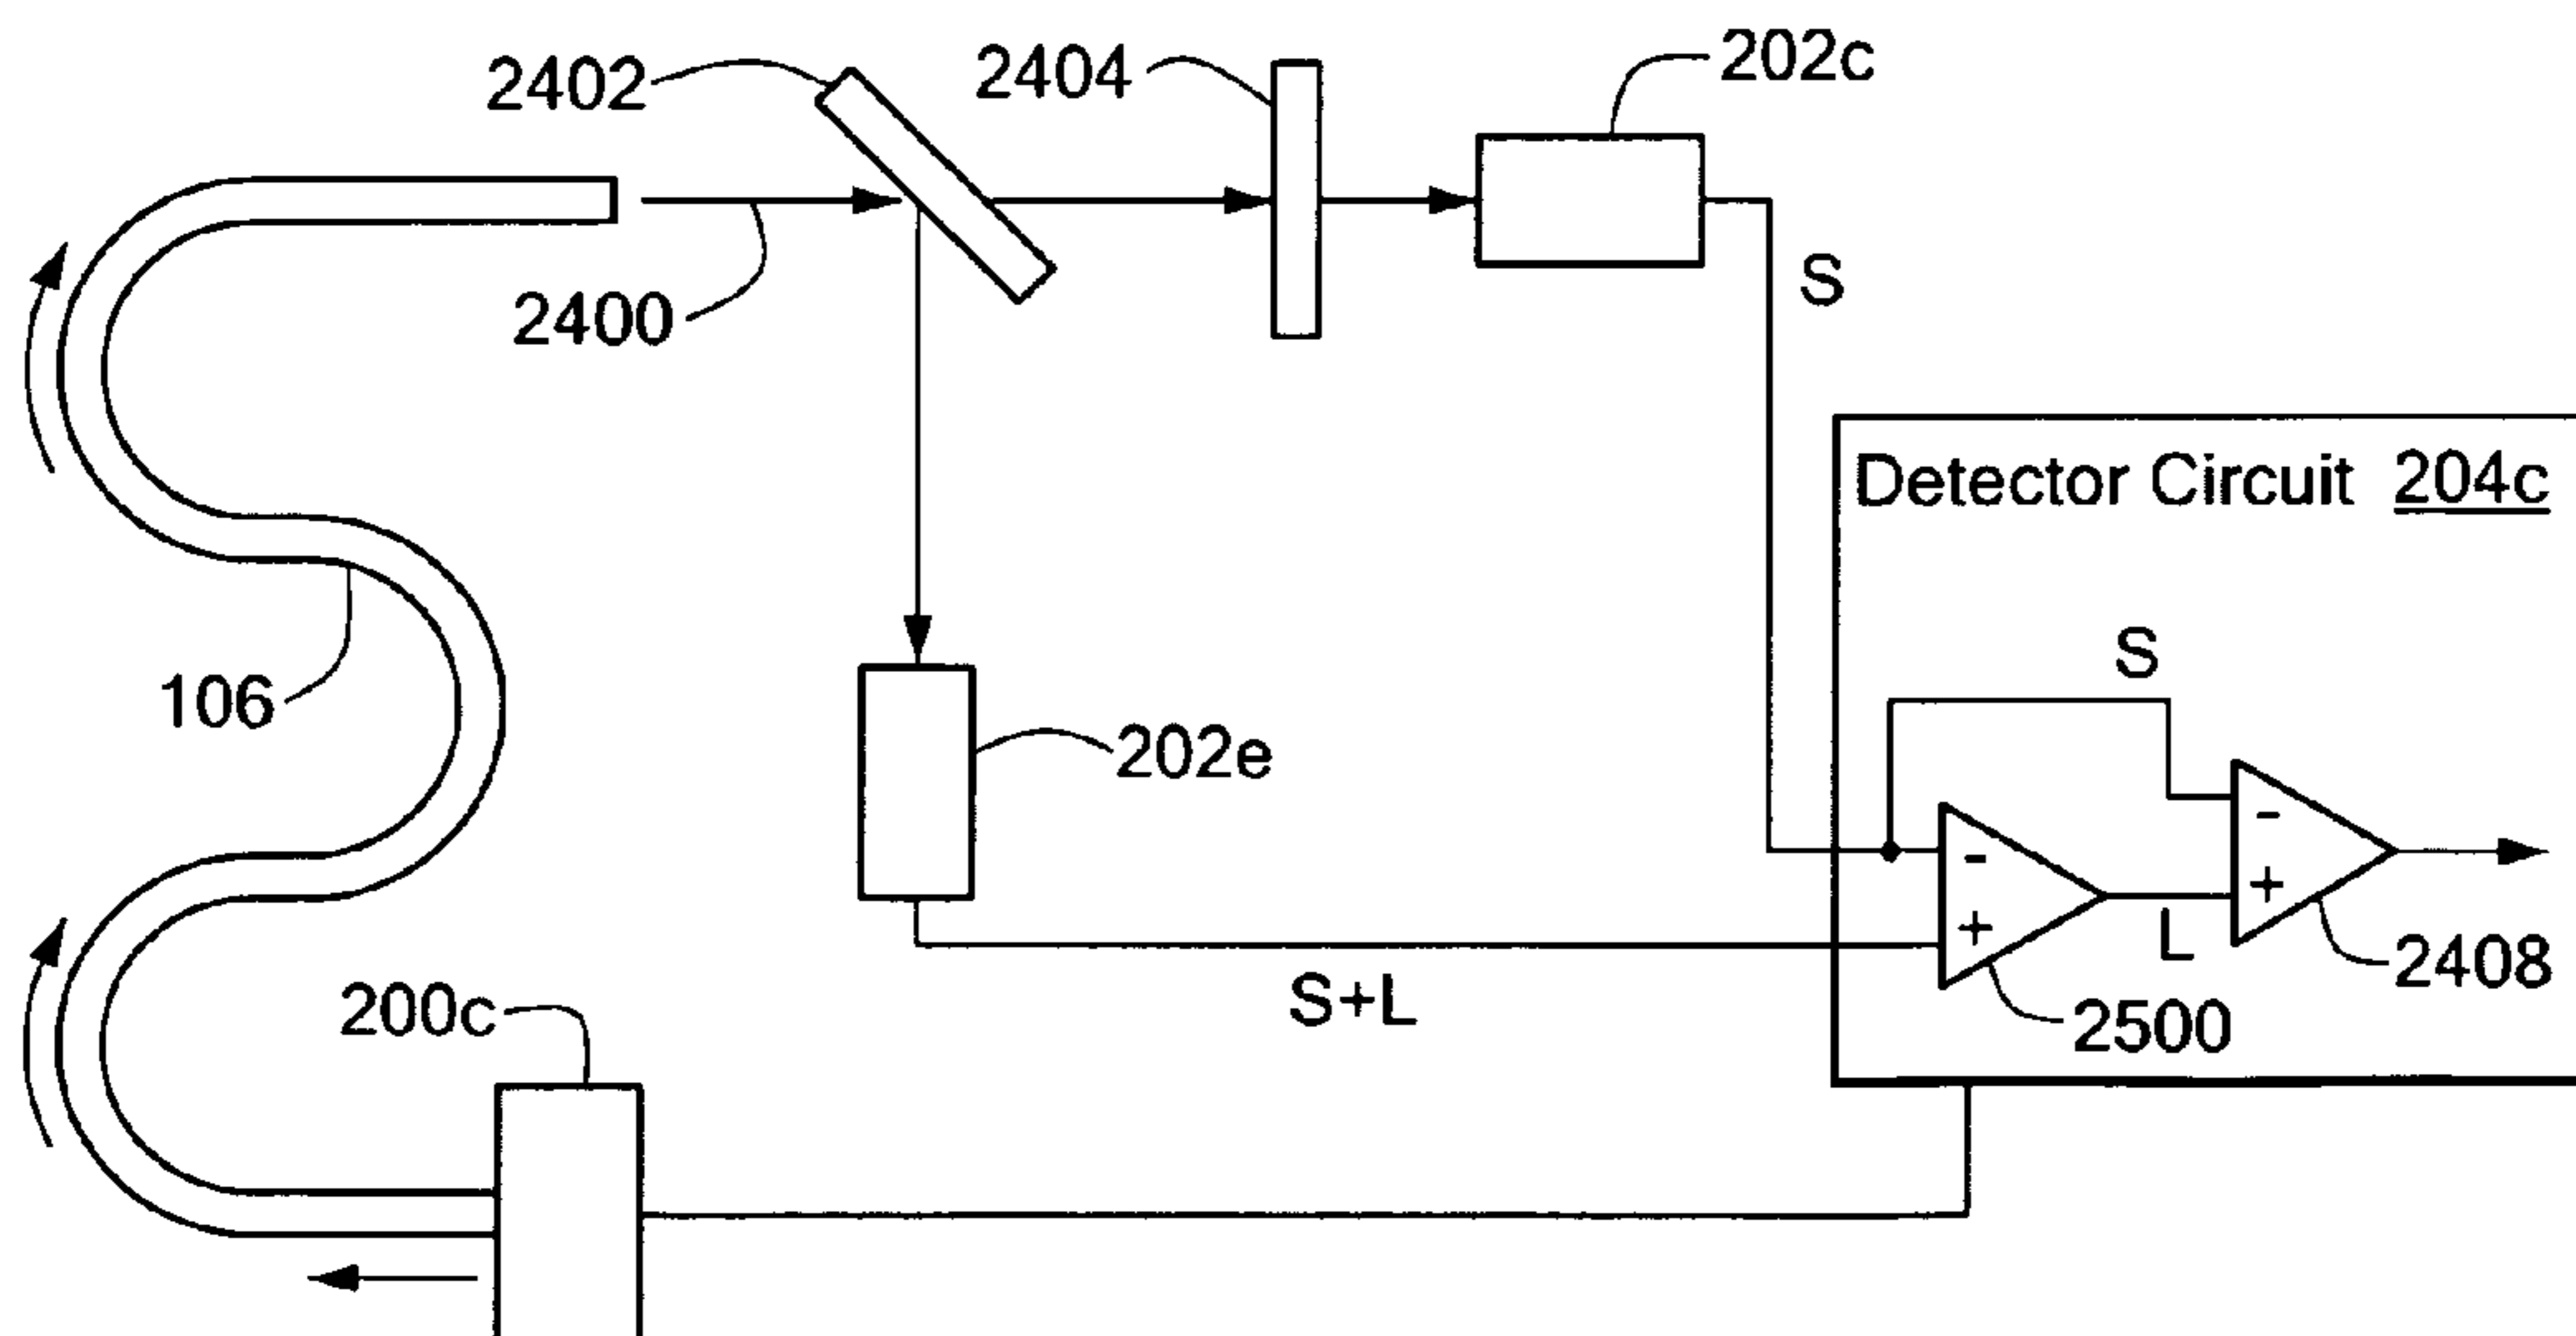 2402
2404
202c
2400
S
Detector Circuit 204c
S
106
202e
-
+
-
+
L
2408
S+L
2500
200c